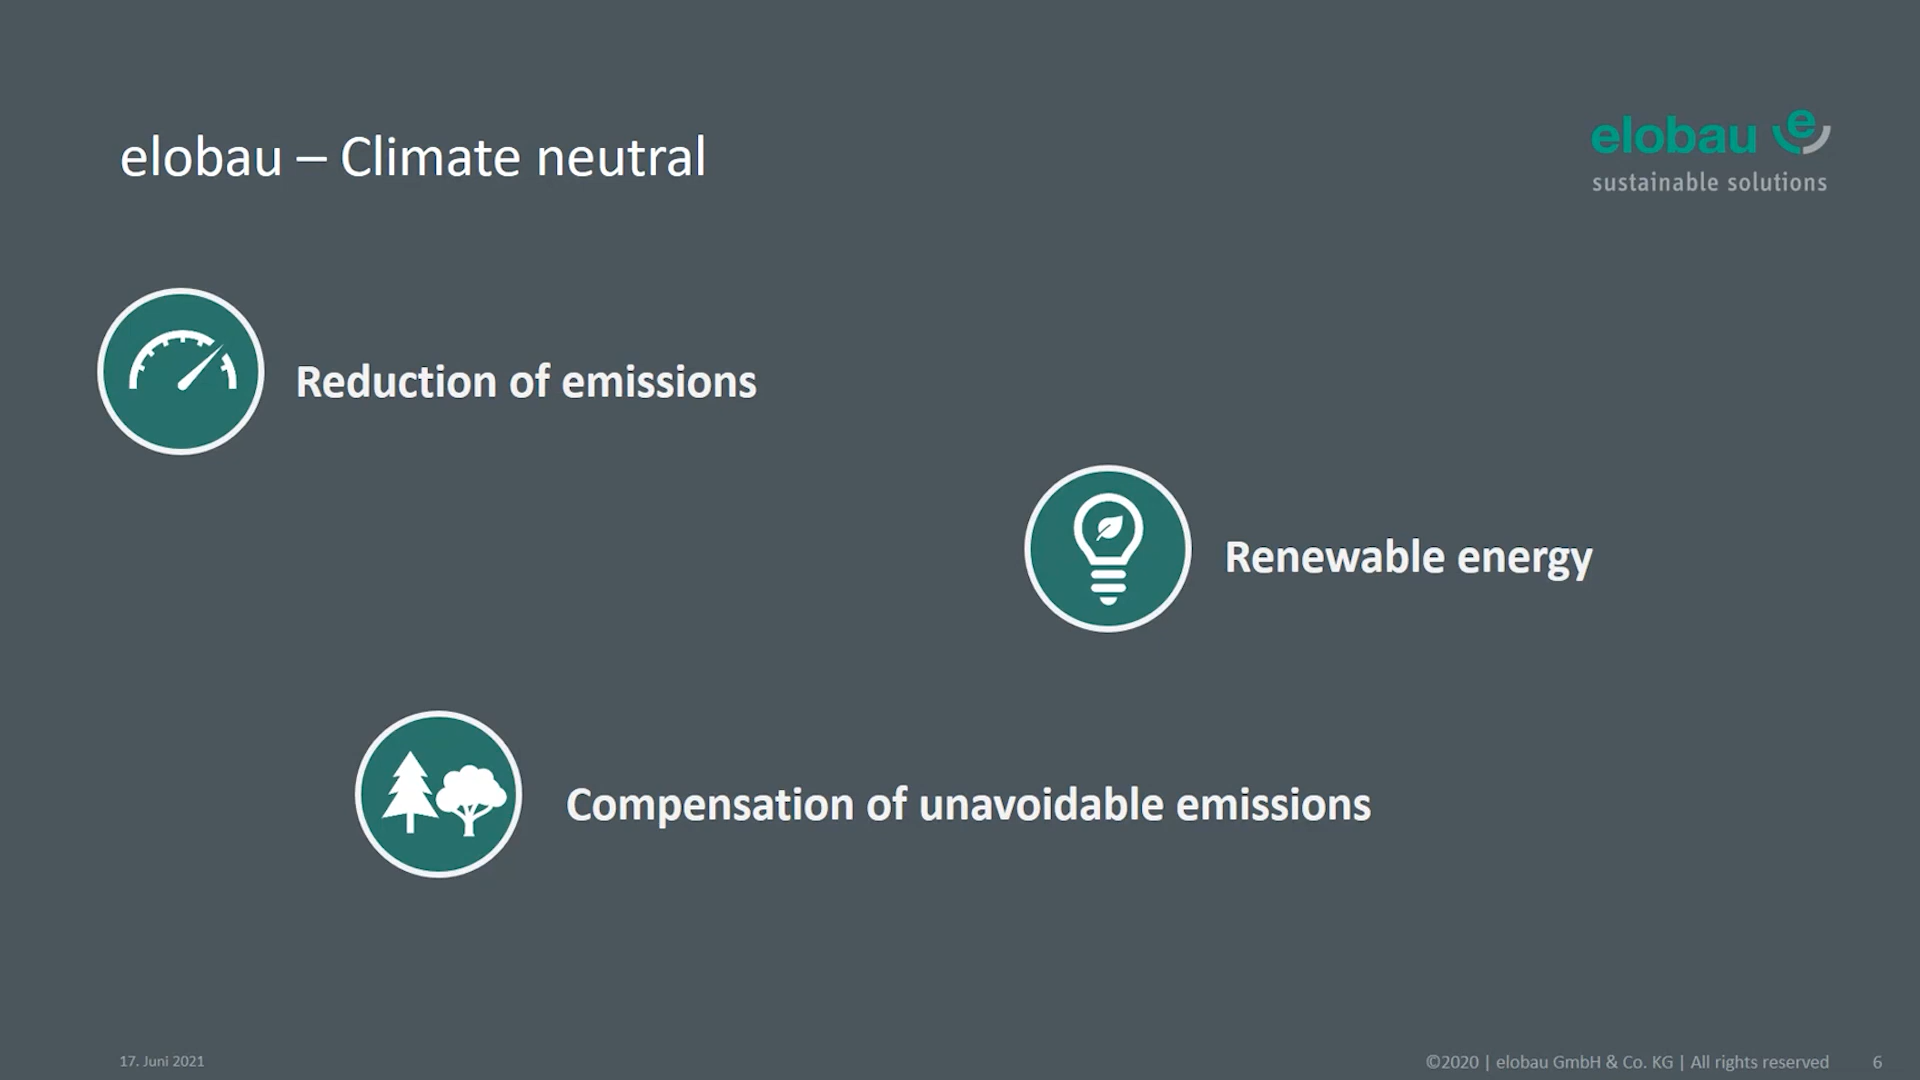 elobau – Climate neutral
elobau e
sustainable solutions
Reduction of emissions
Renewable energy
Compensation of unavoidable emissions
17. Juni 2021
©2020 | elobau GmbH & Co. KG | All rights reserved
6